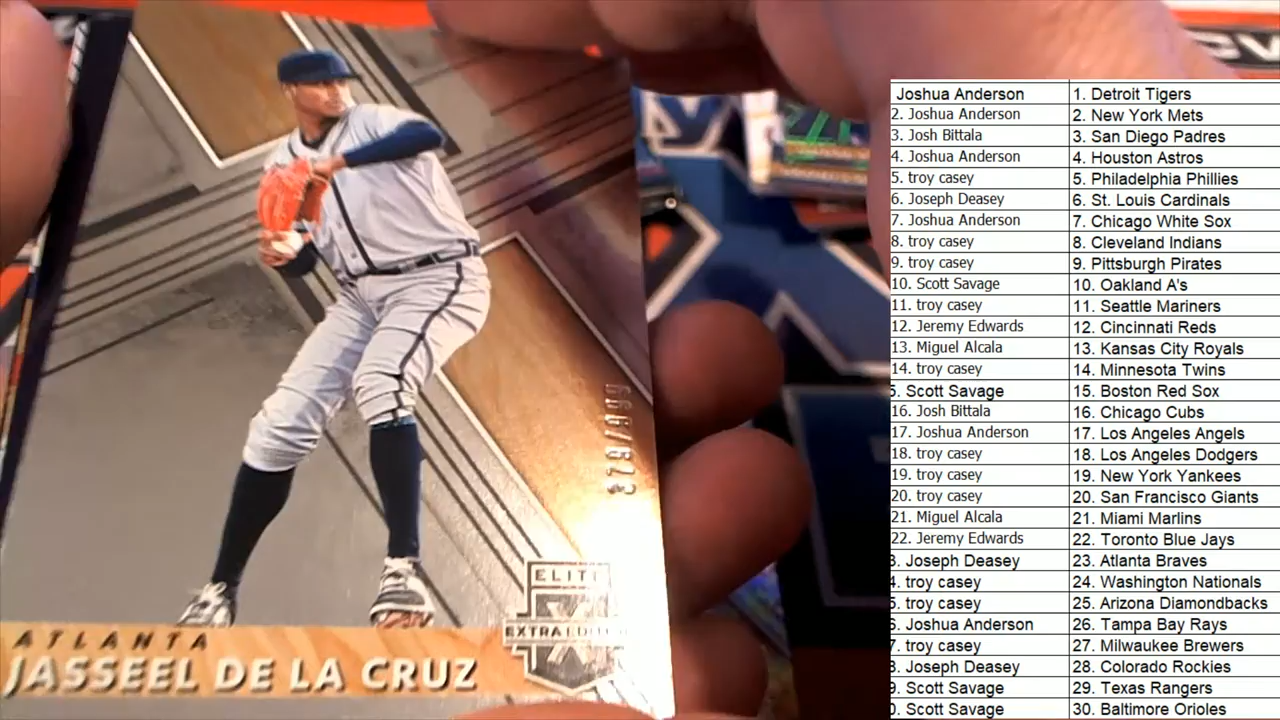 ATLANTA
JASSEEL DE LA CRUZ
ELITE
EXTRA EDITION
Joshua Anderson 1. Detroit Tigers
2. Joshua Anderson 2. New York Mets
3. Josh Bittala 3. San Diego Padres
4. Joshua Anderson 4. Houston Astros
5. troy casey 5. Philadelphia Phillies
6. Joseph Deasey 6. St. Louis Cardinals
7. Joshua Anderson 7. Chicago White Sox
8. troy casey 8. Cleveland Indians
9. troy casey 9. Pittsburgh Pirates
10. Scott Savage 10. Oakland A's
11. troy casey 11. Seattle Mariners
12. Jeremy Edwards 12. Cincinnati Reds
13. Miguel Alcala 13. Kansas City Royals
14. troy casey 14. Minnesota Twins
5. Scott Savage 15. Boston Red Sox
16. Josh Bittala 16. Chicago Cubs
17. Joshua Anderson 17. Los Angeles Angels
18. troy casey 18. Los Angeles Dodgers
19. troy casey 19. New York Yankees
20. troy casey 20. San Francisco Giants
21. Miguel Alcala 21. Miami Marlins
22. Jeremy Edwards 22. Toronto Blue Jays
3. Joseph Deasey 23. Atlanta Braves
4. troy casey 24. Washington Nationals
5. troy casey 25. Arizona Diamondbacks
6. Joshua Anderson 26. Tampa Bay Rays
7. troy casey 27. Milwaukee Brewers
8. Joseph Deasey 28. Colorado Rockies
9. Scott Savage 29. Texas Rangers
0. Scott Savage 30. Baltimore Orioles